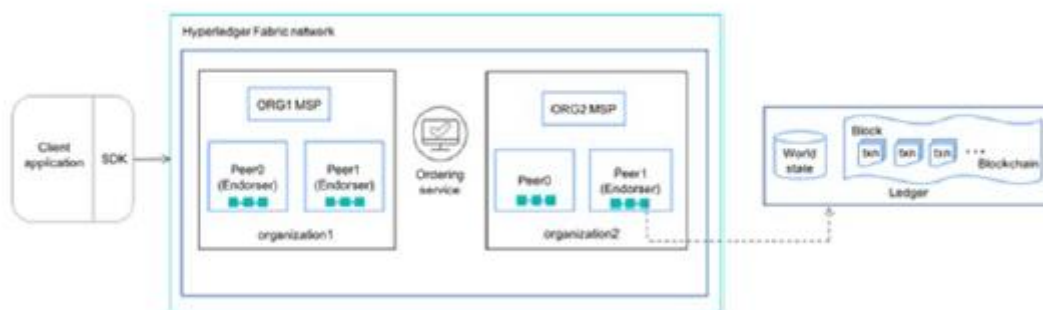 Hyperledger Fabric network
Client
application
SDK
ORG1 MSP
Peer0
(Endorser)
Peer1
(Endorser)
organization1
Ordering
service
ORG2 MSP
Peer0
Peer1
(Endorser)
organization2
World
state
Block
txn
txn
txn
...
Blockchain
Ledger